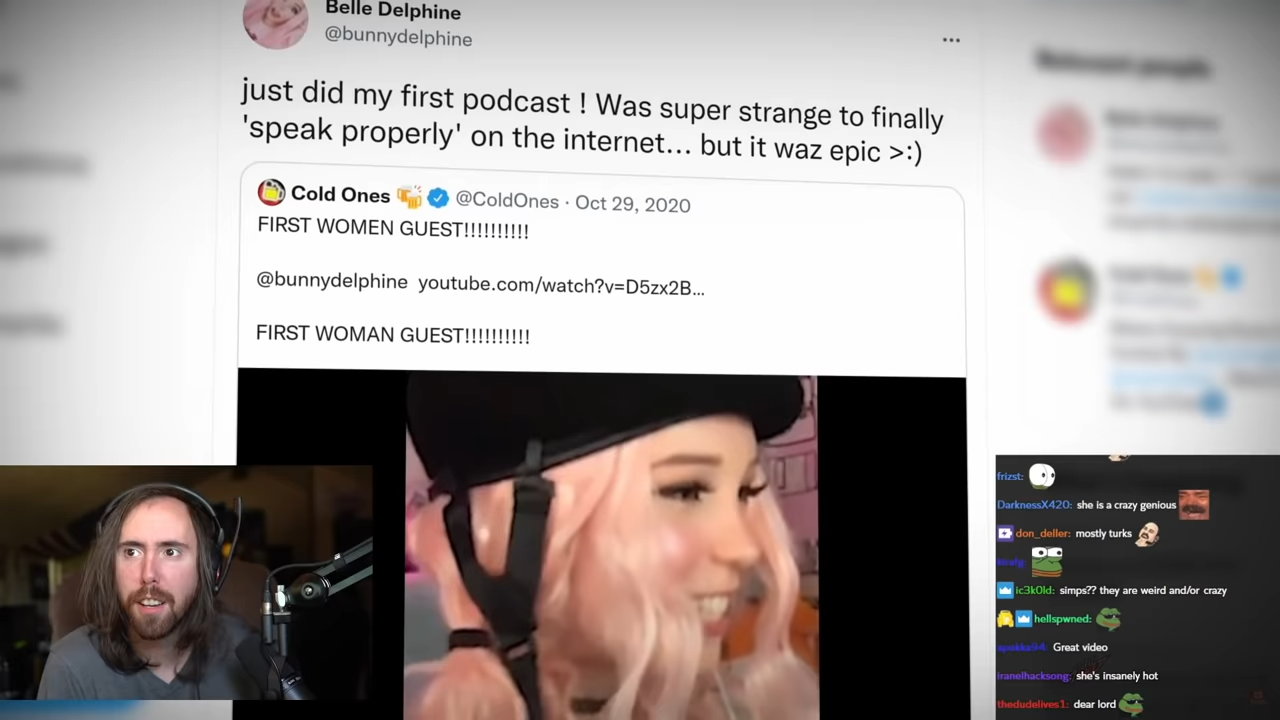 Belle Delphine
@bunnydelphine
just did my first podcast ! Was super strange to finally
'speak properly' on the internet... but it waz epic >:)
Cold Ones @ColdOnes · Oct 29, 2020
FIRST WOMEN GUEST!!!!!!!!!!
@bunnydelphine youtube.com/watch?v=D5zx2B...
FIRST WOMAN GUEST!!!!!!!!!!
frizst:
DarknessX420: she is a crazy genious
don_deller: mostly turks
ic3k0ld: simps?? they are weird and/or crazy
hellspwned:
Great video
iranelhacksong: she's insanely hot
thedudelives1: dear lord